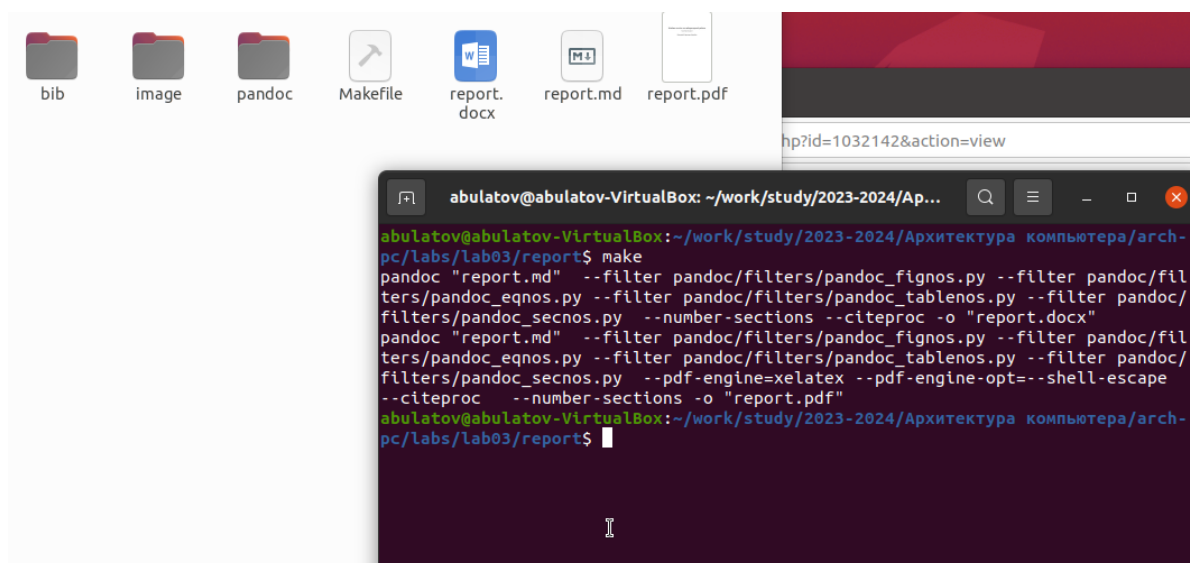 bib
image
pandoc
Makefile
report.
docx
report.md
report.pdf
hp?id=1032142&action=view
abulatov@abulatov-VirtualBox: ~/work/study/2023-2024/Ap...
abulatov@abulatov-VirtualBox:~/work/study/2023-2024/Архитектура компьютера/arch-
pc/labs/lab03/report$ make
pandoc "report.md"  --filter pandoc/filters/pandoc_fignos.py --filter pandoc/fil
ters/pandoc_eqnos.py --filter pandoc/filters/pandoc_tablenos.py --filter pandoc/
filters/pandoc_secnos.py  --number-sections --citeproc -o "report.docx"
pandoc "report.md"  --filter pandoc/filters/pandoc_fignos.py --filter pandoc/fil
ters/pandoc_eqnos.py --filter pandoc/filters/pandoc_tablenos.py --filter pandoc/
filters/pandoc_secnos.py  --pdf-engine=xelatex --pdf-engine-opt=--shell-escape
--citeproc   --number-sections -o "report.pdf"
abulatov@abulatov-VirtualBox:~/work/study/2023-2024/Архитектура компьютера/arch-
pc/labs/lab03/report$